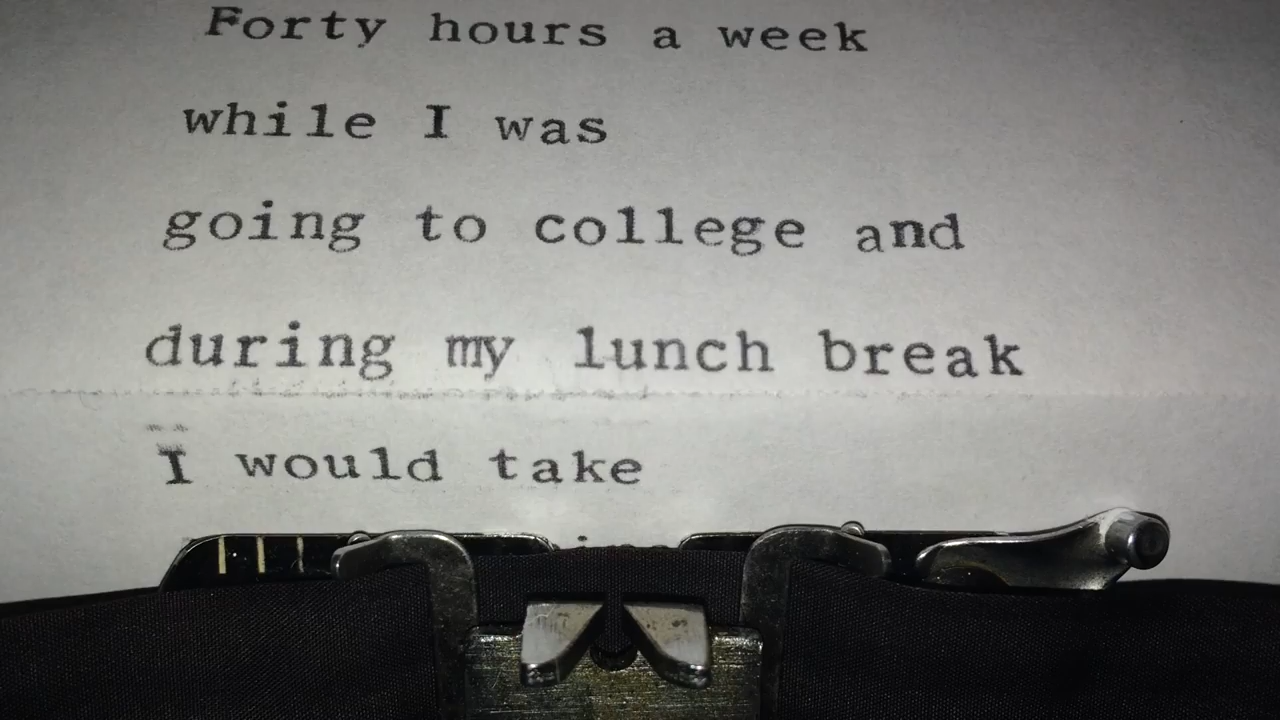 Forty hours a week
while I was
going to college and
during my lunch break
I would take